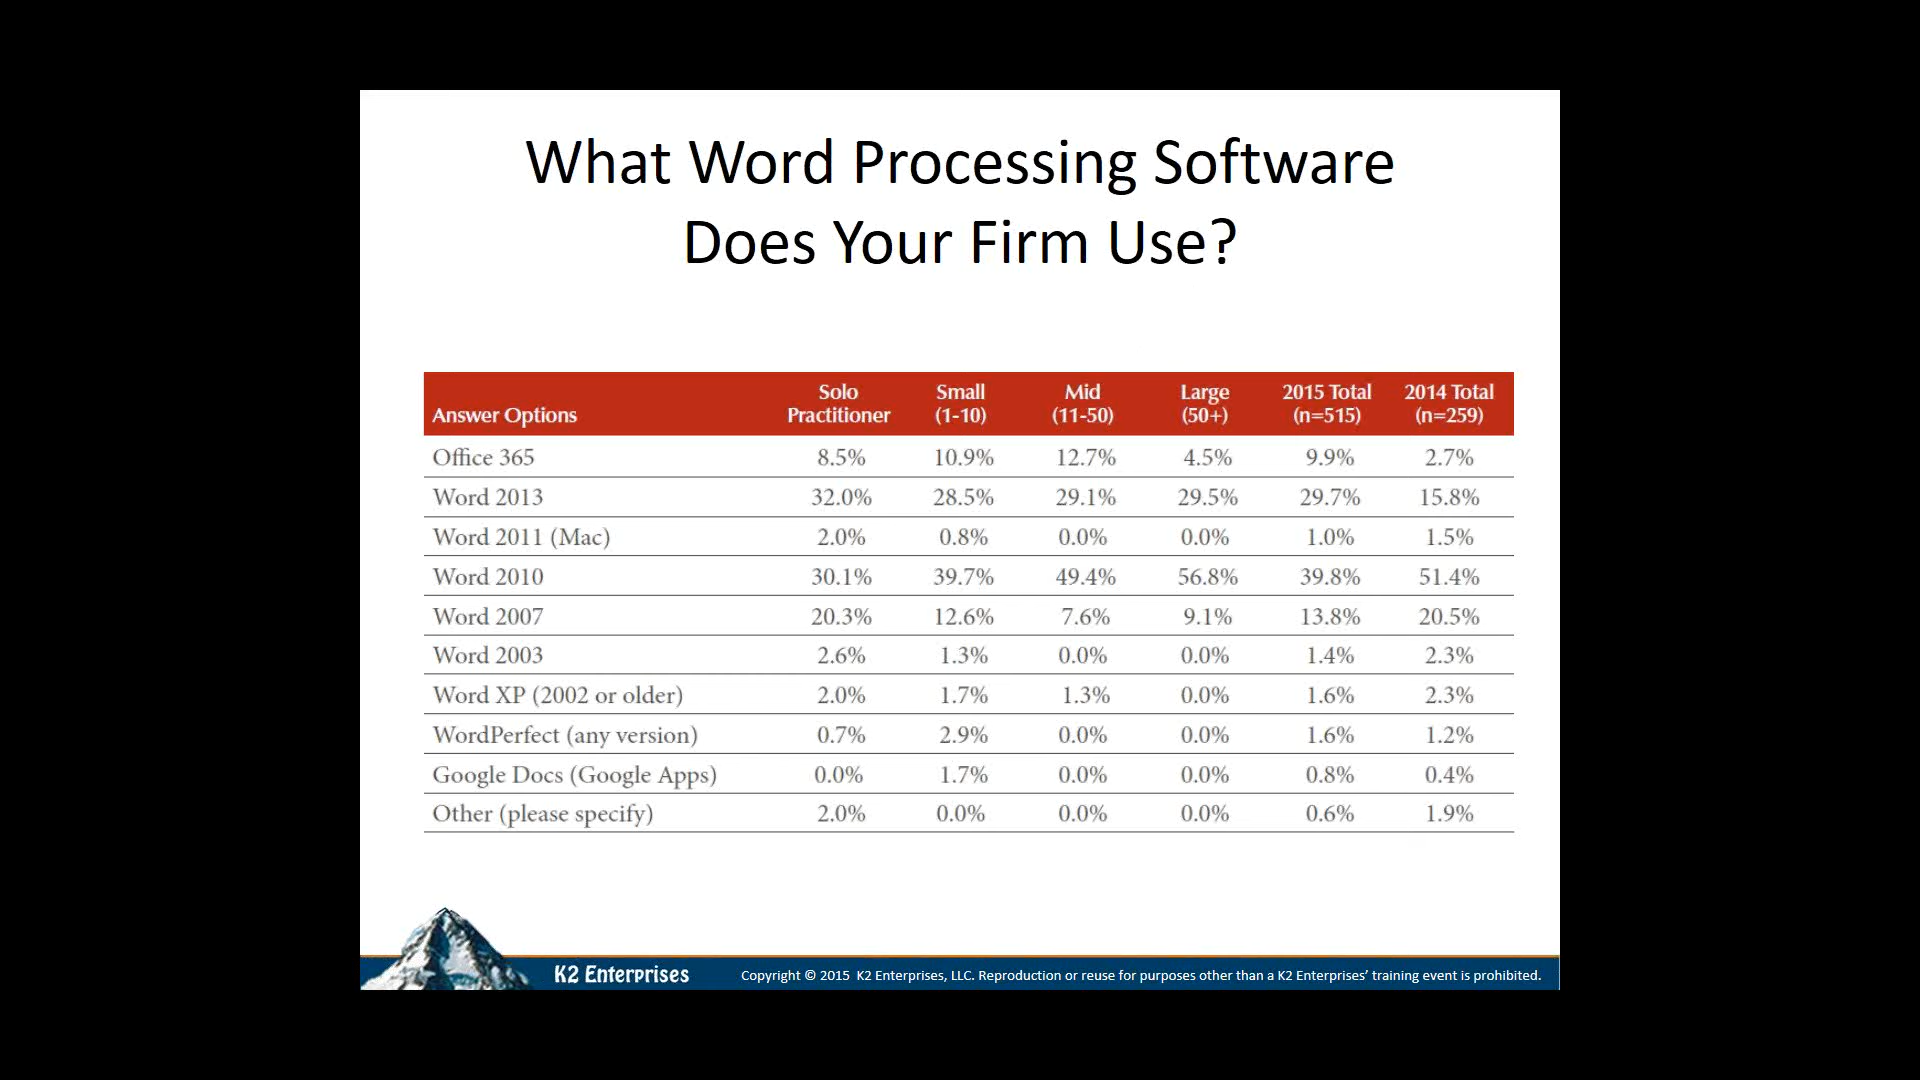 What Word Processing Software
Does Your Firm Use?
Answer Options Solo Practitioner Small (1-10) Mid (11-50) Large (50+) 2015 Total (n=515) 2014 Total (n=259)
Office 365 8.5% 10.9% 12.7% 4.5% 9.9% 2.7%
Word 2013 32.0% 28.5% 29.1% 29.5% 29.7% 15.8%
Word 2011 (Mac) 2.0% 0.8% 0.0% 0.0% 1.0% 1.5%
Word 2010 30.1% 39.7% 49.4% 56.8% 39.8% 51.4%
Word 2007 20.3% 12.6% 7.6% 9.1% 13.8% 20.5%
Word 2003 2.6% 1.3% 0.0% 0.0% 1.4% 2.3%
Word XP (2002 or older) 2.0% 1.7% 1.3% 0.0% 1.6% 2.3%
WordPerfect (any version) 0.7% 2.9% 0.0% 0.0% 1.6% 1.2%
Google Docs (Google Apps) 0.0% 1.7% 0.0% 0.0% 0.8% 0.4%
Other (please specify) 2.0% 0.0% 0.0% 0.0% 0.6% 1.9%
K2 Enterprises Copyright © 2015 K2 Enterprises, LLC. Reproduction or reuse for purposes other than a K2 Enterprises’ training event is prohibited.